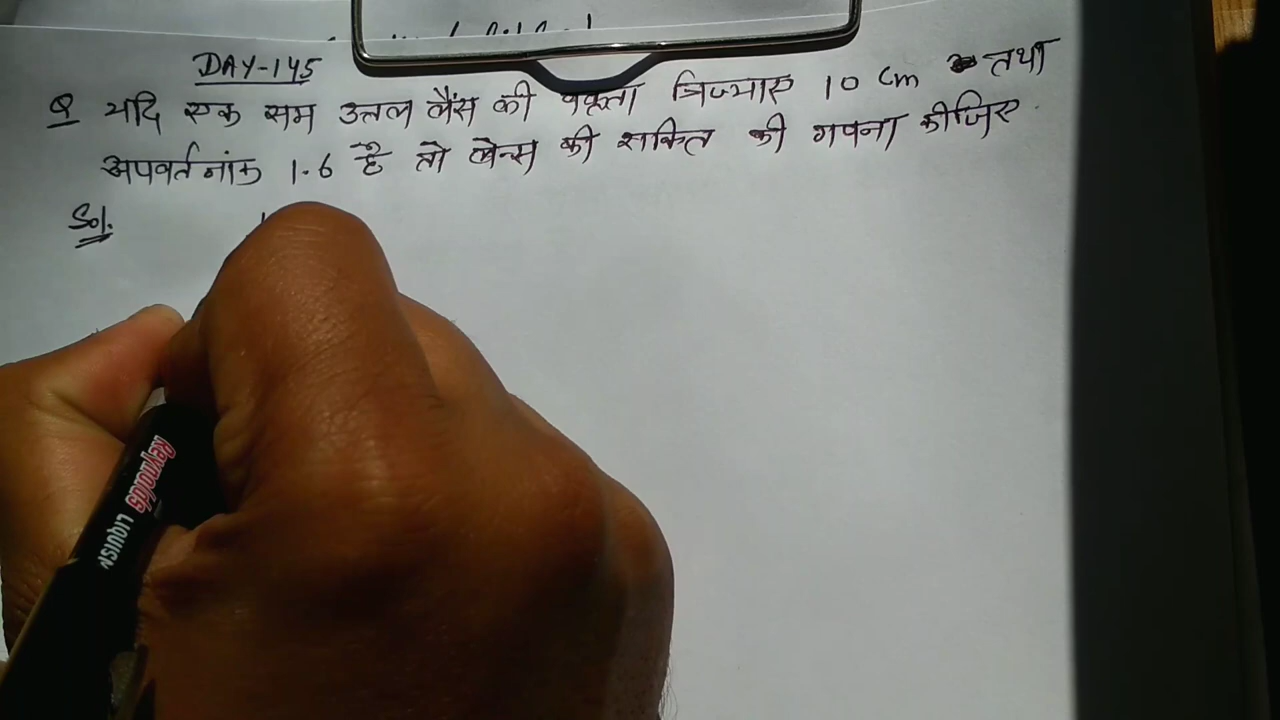 DAY-145
Q यदि एक सम उत्तल लैंस की वक्रता त्रिज्याए 10 cm तथा
अपवर्तनांक 1.6 है तो लेन्स की शक्ति की गणना कीजिए
Sol.
Reynolds LIQUISM